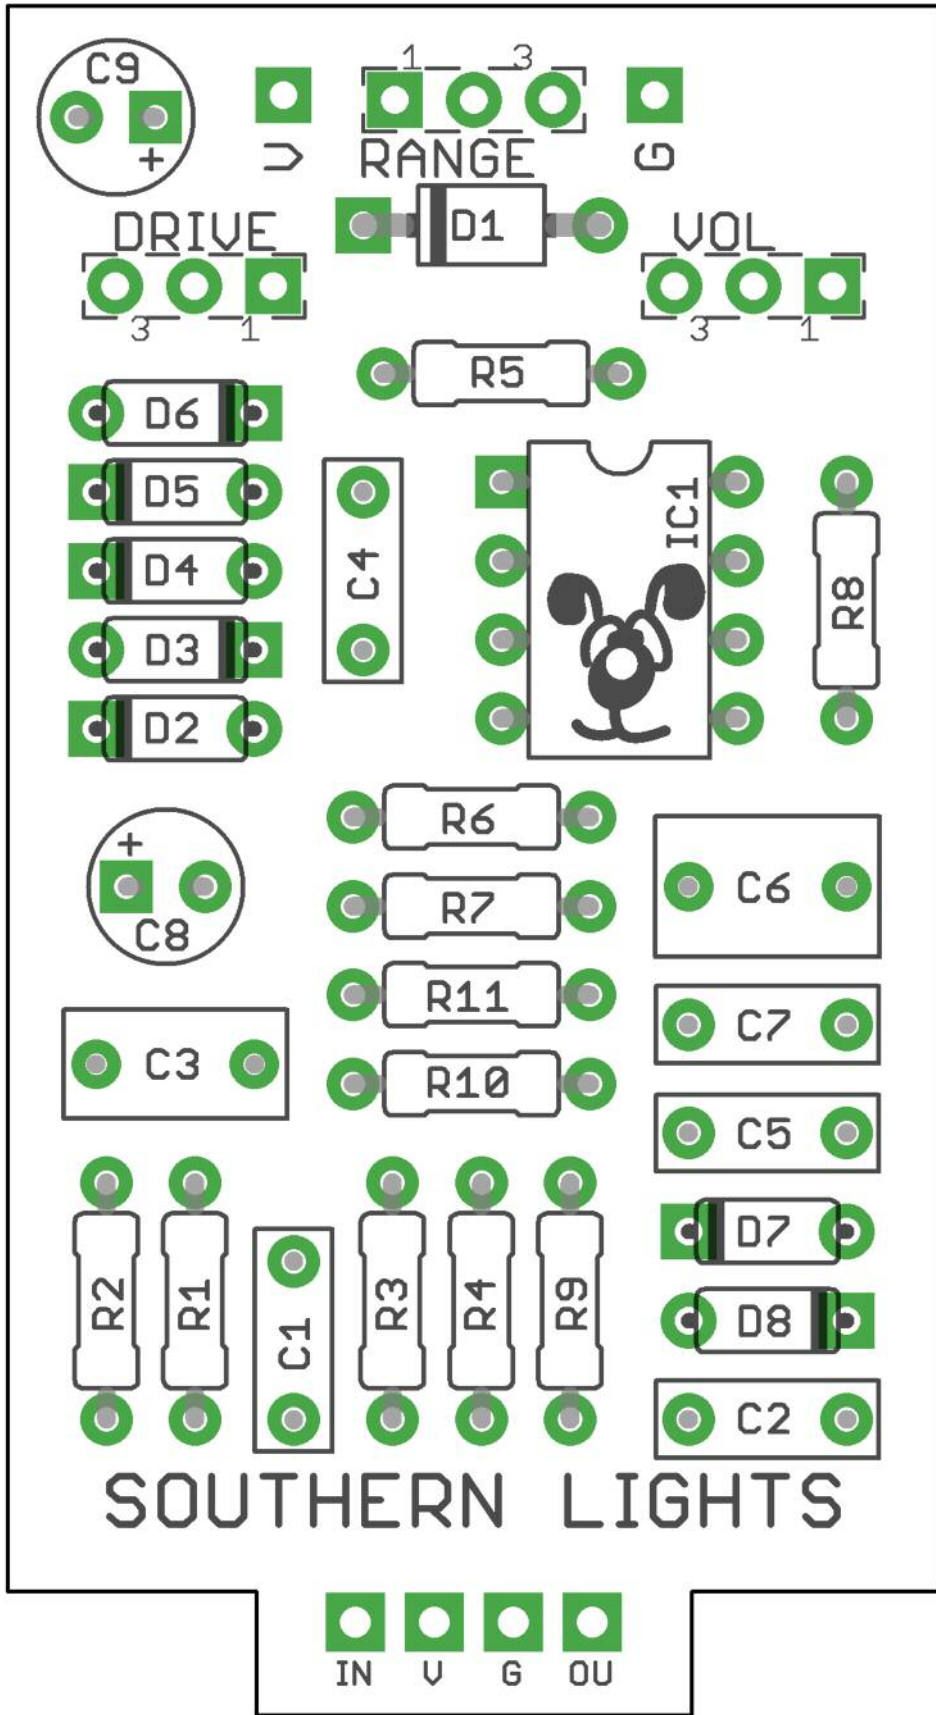 C9
1 3
+
V RANGE G
D1
DRIVE VOL
3 1
3 1
R5
D6
IC1
D5
C4
D4
R8
D3
D2
R6
+
C6
R7
C8
R11
C7
C3
R10
C5
D7
R2 R1 C1 R3 R4 R9
D8
C2
SOUTHERN LIGHTS
IN V G OU